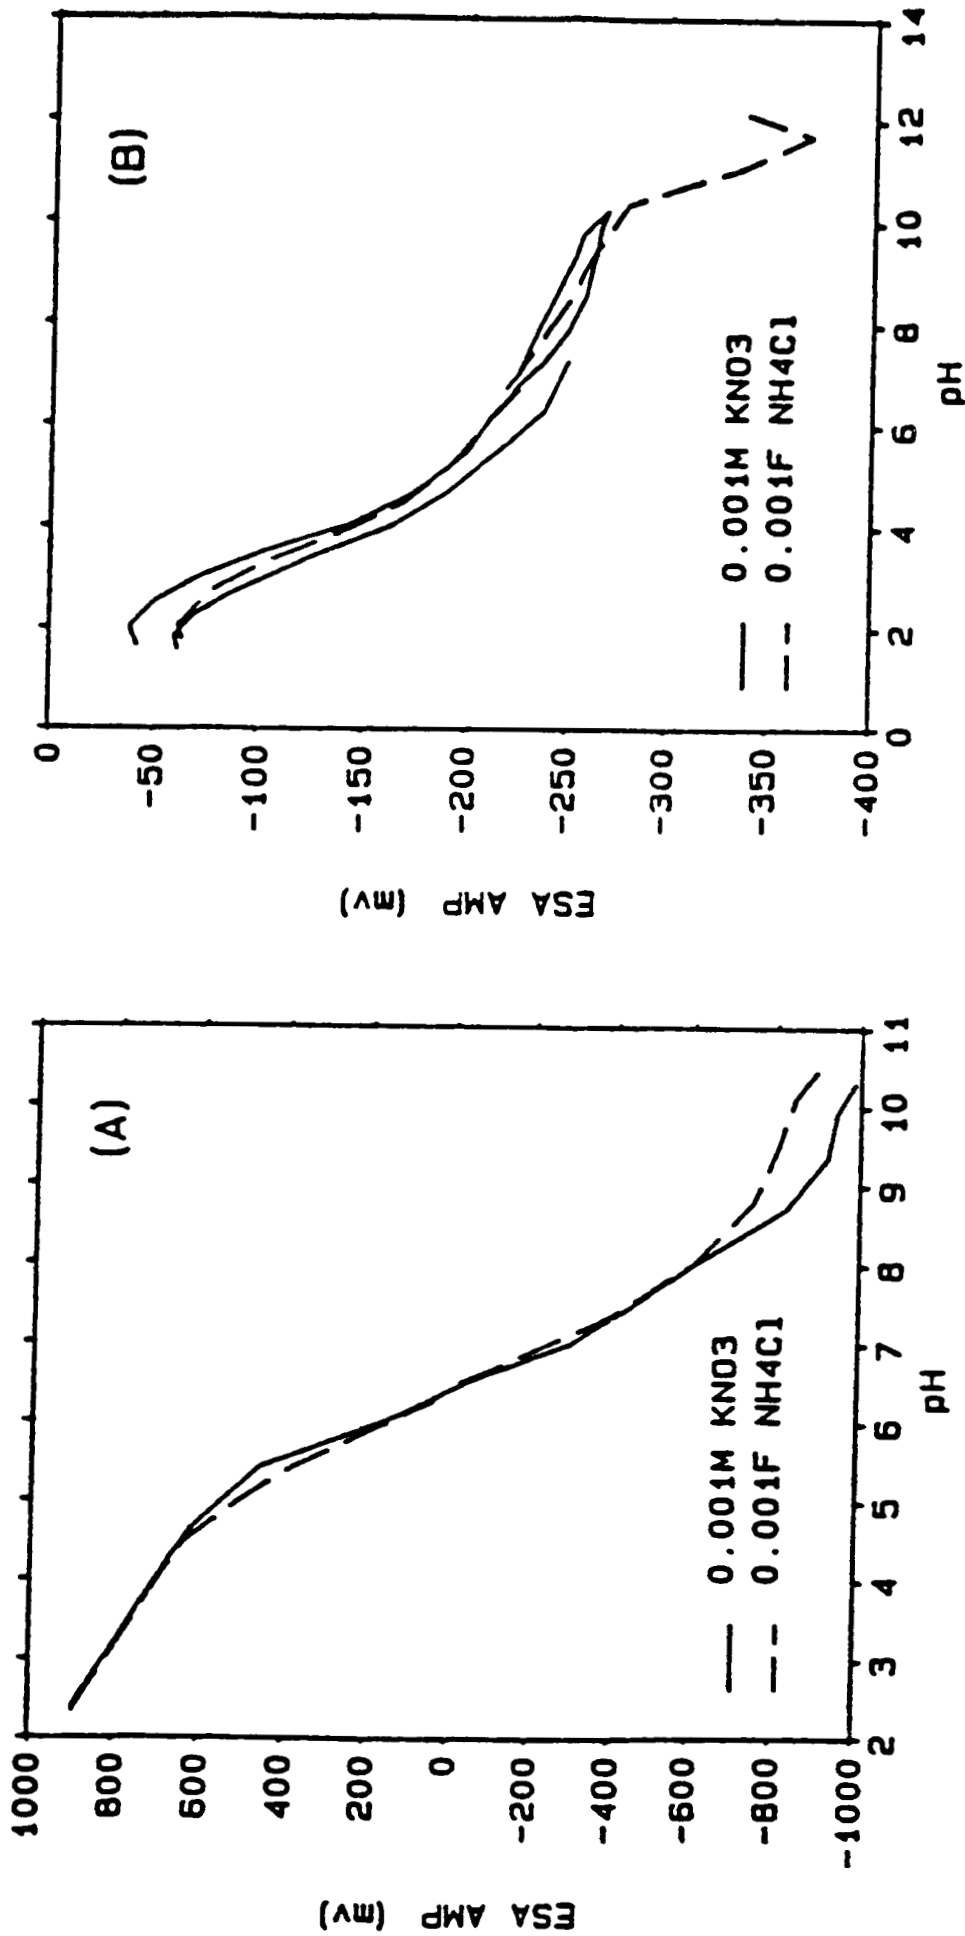 (A)
1000
800
600
400
200
0
-200
-400
-600
-800
-1000
ESA AMP (mv)
2 3 4 5 6 7 8 9 10 11
pH
0.001M KNO3
0.001F NH4Cl
(B)
0
-50
-100
-150
-200
-250
-300
-350
-400
ESA AMP (mv)
0 2 4 6 8 10 12 14
pH
0.001M KNO3
0.001F NH4Cl